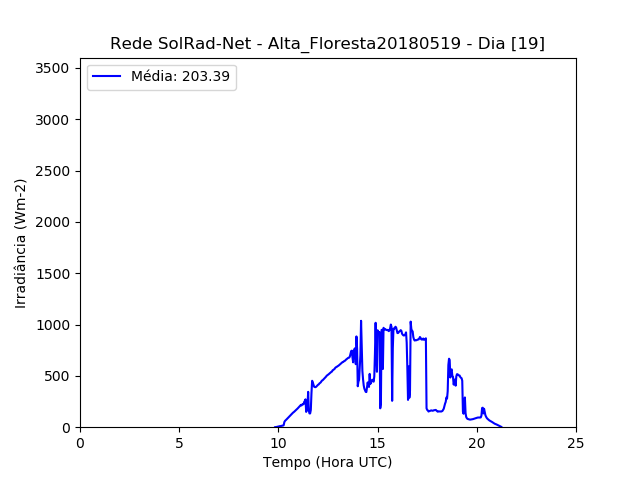 Rede SolRad-Net - Alta_Floresta20180519 - Dia [19]
Média: 203.39
3500
3000
2500
2000
1500
1000
500
0
Irradiância (Wm-2)
0 5 10 15 20 25
Tempo (Hora UTC)